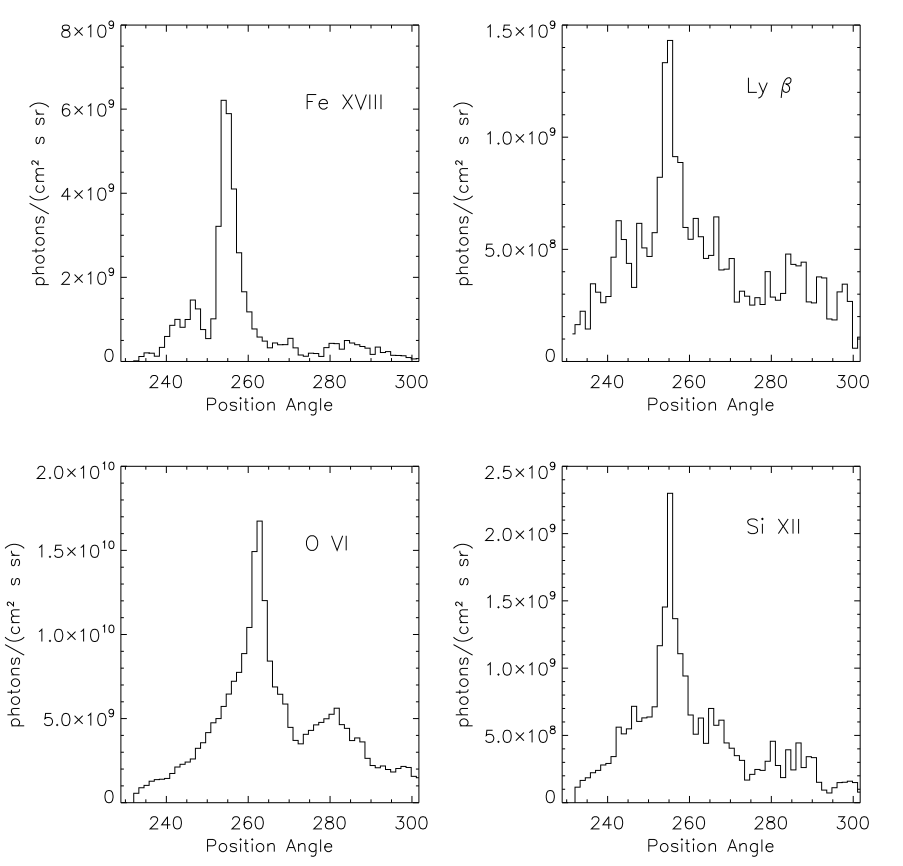 8×10⁹
6×10⁹
4×10⁹
2×10⁹
0
photons/(cm² s sr)
Fe XVIII
240 260 280 300
Position Angle
1.5×10⁹
1.0×10⁹
5.0×10⁸
0
photons/(cm² s sr)
Ly β
240 260 280 300
Position Angle
2.0×10¹⁰
1.5×10¹⁰
1.0×10¹⁰
5.0×10⁹
0
photons/(cm² s sr)
O VI
240 260 280 300
Position Angle
2.5×10⁹
2.0×10⁹
1.5×10⁹
1.0×10⁹
5.0×10⁸
0
photons/(cm² s sr)
Si XII
240 260 280 300
Position Angle